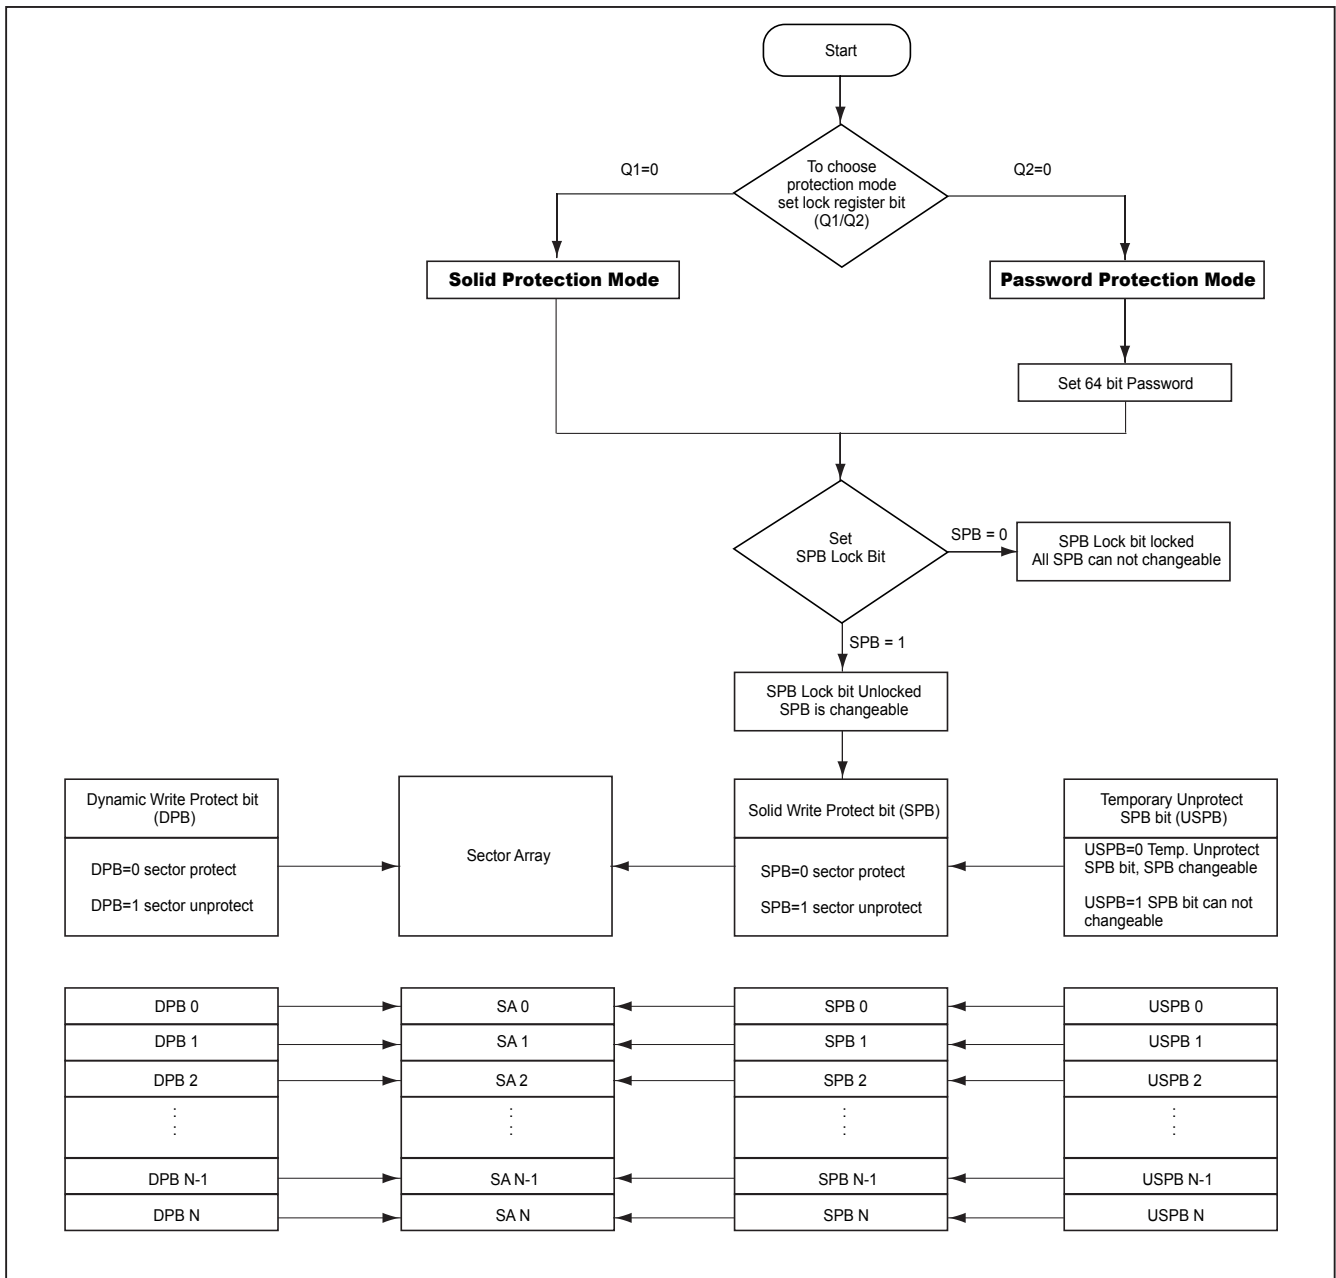 Start
To choose
protection mode
set lock register bit
(Q1/Q2)
Q1=0
Q2=0
Solid Protection Mode
Password Protection Mode
Set 64 bit Password
Set
SPB Lock Bit
SPB = 0
SPB Lock bit locked
All SPB can not changeable
SPB = 1
SPB Lock bit Unlocked
SPB is changeable
Dynamic Write Protect bit
(DPB)
DPB=0 sector protect
DPB=1 sector unprotect
Sector Array
Solid Write Protect bit (SPB)
SPB=0 sector protect
SPB=1 sector unprotect
Temporary Unprotect
SPB bit (USPB)
USPB=0 Temp. Unprotect
SPB bit, SPB changeable
USPB=1 SPB bit can not
changeable
DPB 0 SA 0 SPB 0 USPB 0
DPB 1 SA 1 SPB 1 USPB 1
DPB 2 SA 2 SPB 2 USPB 2
DPB N-1 SA N-1 SPB N-1 USPB N-1
DPB N SA N SPB N USPB N